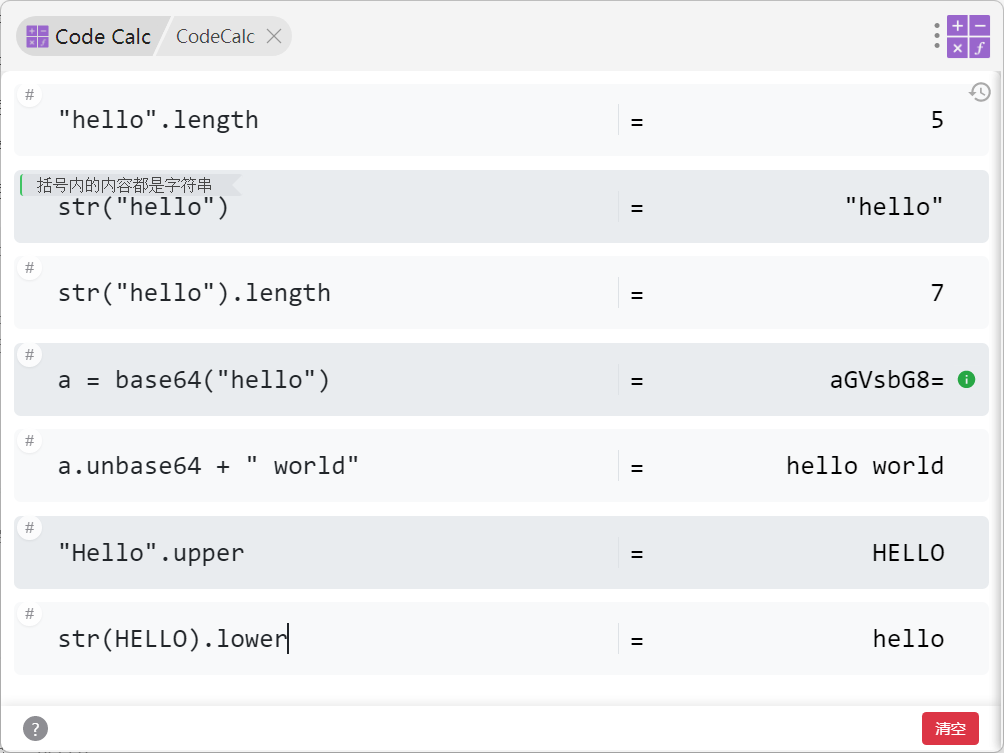 Code Calc CodeCalc
#
"hello".length = 5
括号内的内容都是字符串
str("hello") = "hello"
#
str("hello").length = 7
#
a = base64("hello") = aGVsbG8=
#
a.unbase64 + " world" = hello world
#
"Hello".upper = HELLO
#
str(HELLO).lower = hello
? 清空